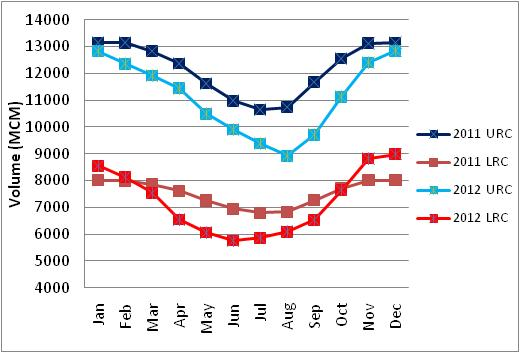 Volume (MCM)
13000
12000
11000
10000
9000
8000
7000
6000
5000
4000
Jan Feb Mar Apr May Jun Jul Aug Sep Oct Nov Dec
2011 URC
2011 LRC
2012 URC
2012 LRC